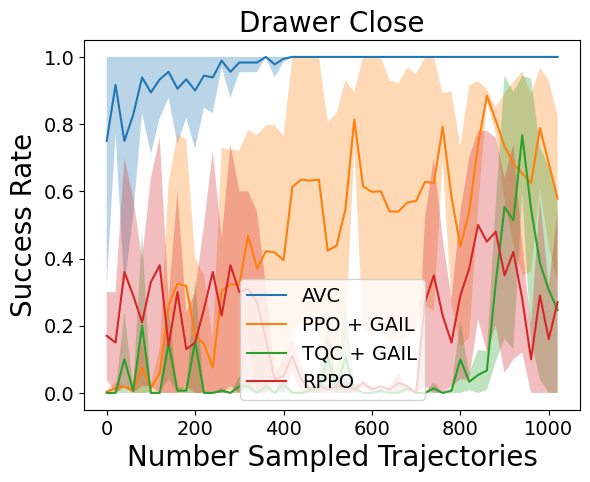 Drawer Close
Success Rate
1.0
0.8
0.6
0.4
0.2
0.0
AVC
PPO + GAIL
TQC + GAIL
RPPO
0 200 400 600 800 1000
Number Sampled Trajectories